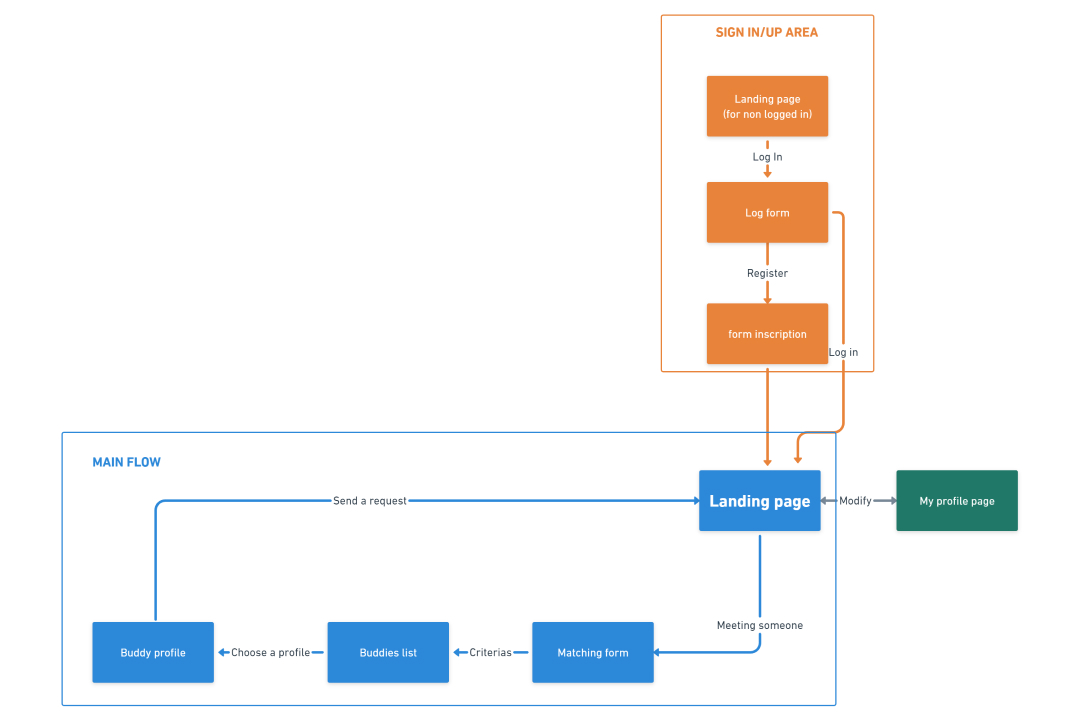 SIGN IN/UP AREA
Landing page
(for non logged in)
Log In
Log form
Register
form inscription
Log in
MAIN FLOW
Send a request
Landing page
Modify
My profile page
Meeting someone
Buddy profile
Choose a profile
Buddies list
Criterias
Matching form